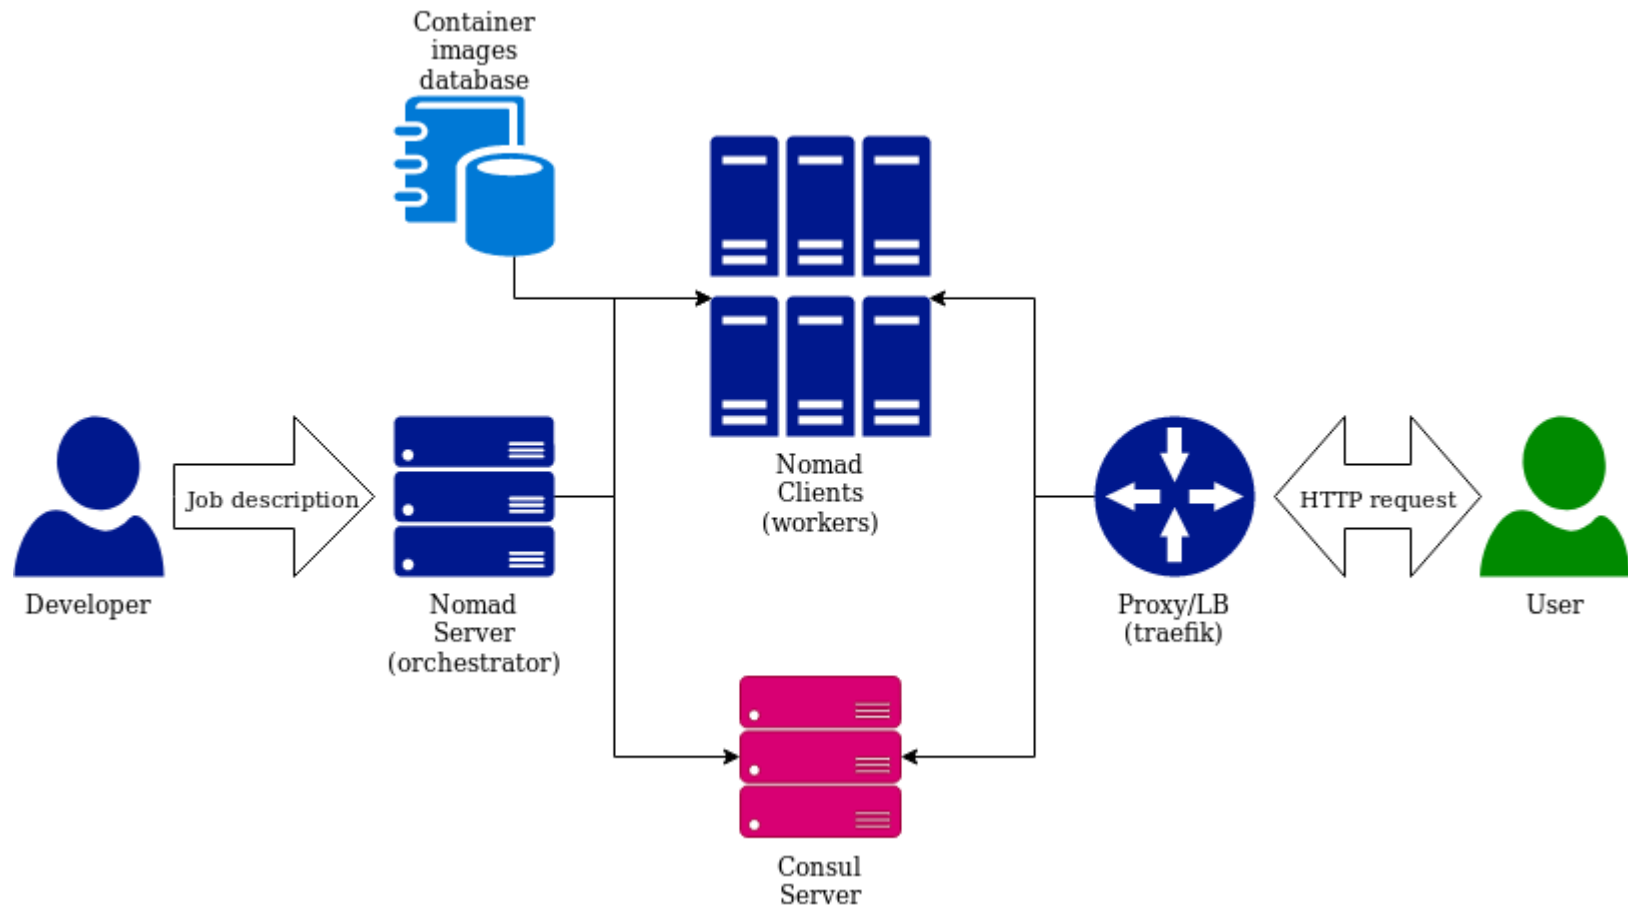 Container
images
database
Nomad
Clients
(workers)
Job description
HTTP request
Developer
Nomad
Server
(orchestrator)
Proxy/LB
(traefik)
User
Consul
Server